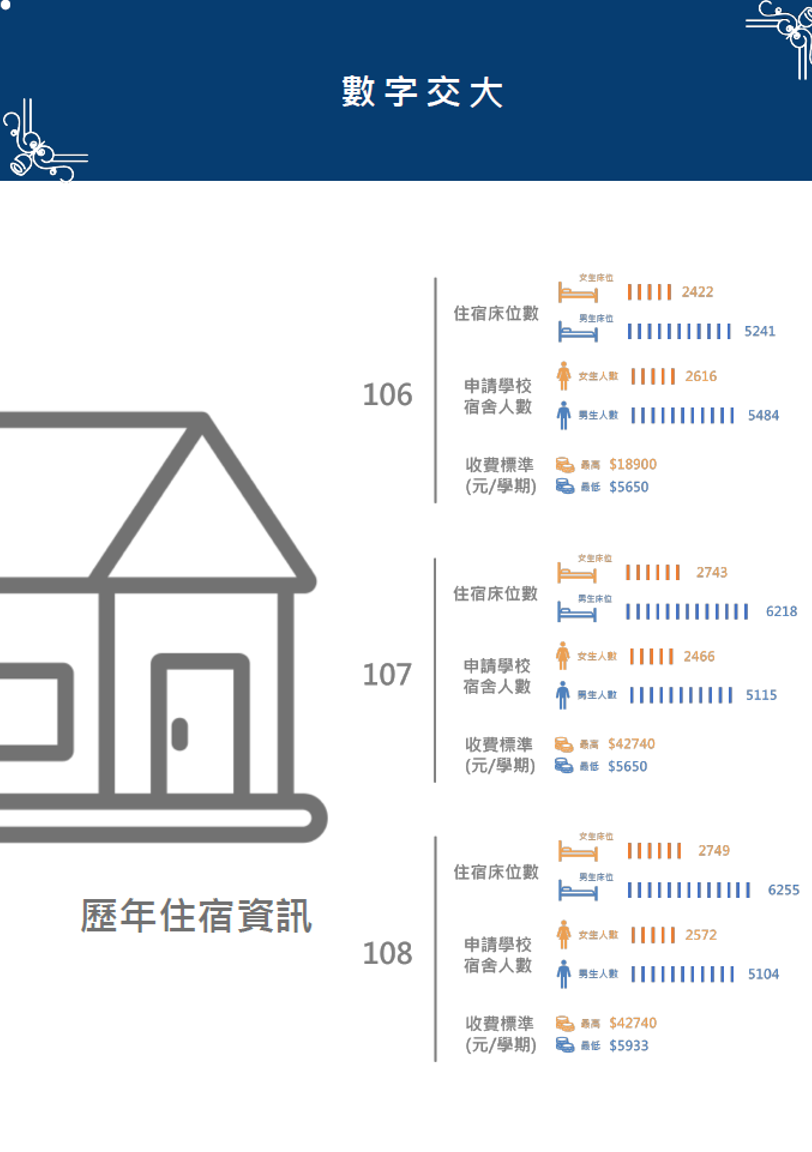 數字交大
歷年住宿資訊
106
住宿床位數
女生床位
2422
男生床位
5241
申請學校
宿舍人數
女生人數 2616
男生人數 5484
收費標準
(元/學期)
最高 $18900
最低 $5650
107
住宿床位數
女生床位
2743
男生床位
6218
申請學校
宿舍人數
女生人數 2466
男生人數 5115
收費標準
(元/學期)
最高 $42740
最低 $5650
108
住宿床位數
女生床位
2749
男生床位
6255
申請學校
宿舍人數
女生人數 2572
男生人數 5104
收費標準
(元/學期)
最高 $42740
最低 $5933